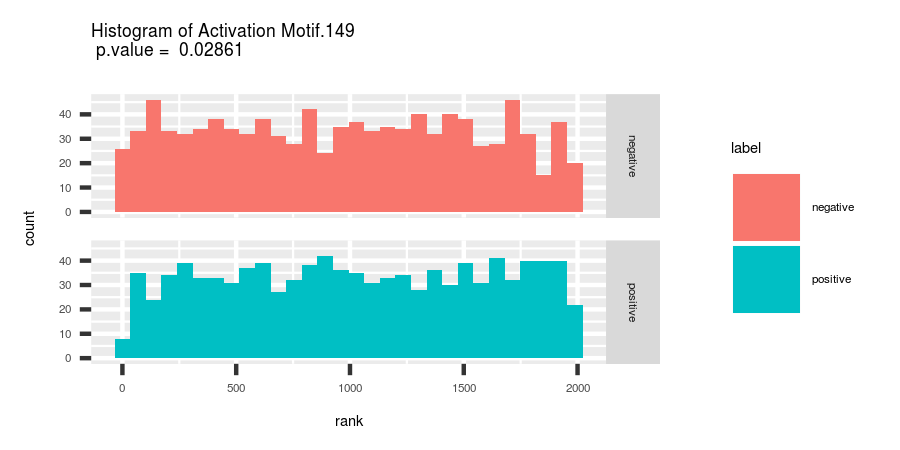 Histogram of Activation Motif.149
p.value = 0.02861
count
40
30
20
10
0
negative
40
30
20
10
0
positive
0 500 1000 1500 2000
rank
label
negative
positive